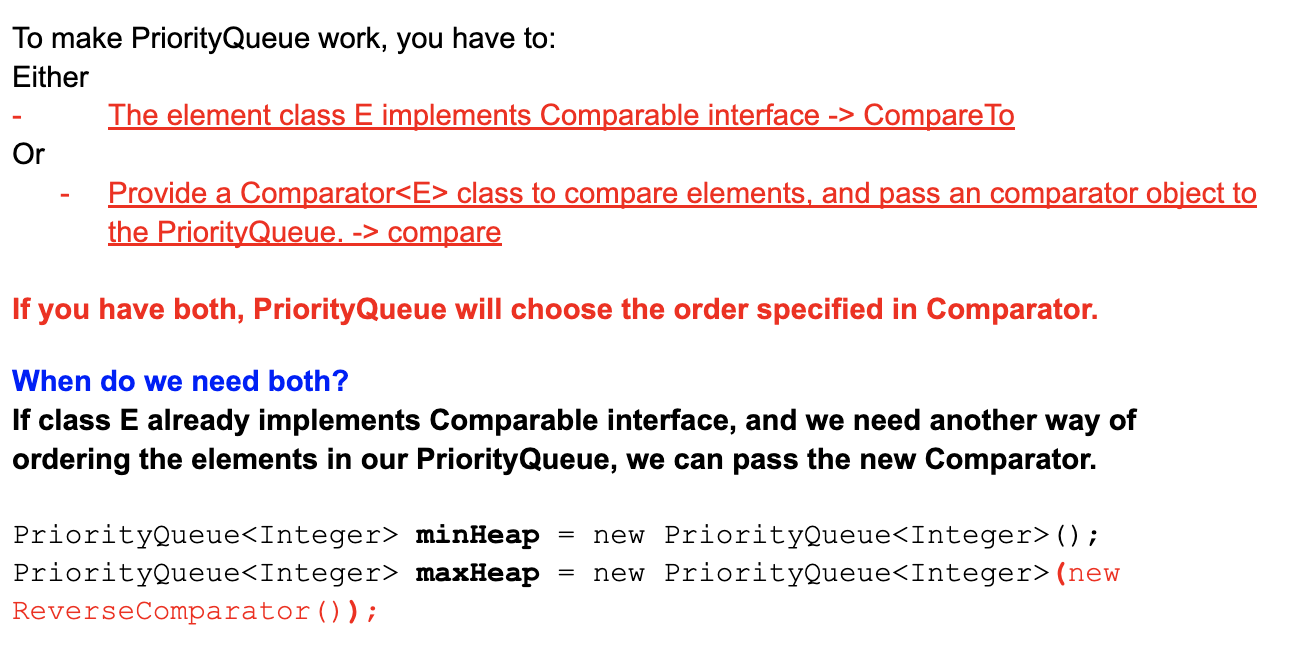 To make PriorityQueue work, you have to:
Either
- The element class E implements Comparable interface -> CompareTo
Or
- Provide a Comparator<E> class to compare elements, and pass an comparator object to
the PriorityQueue. -> compare
If you have both, PriorityQueue will choose the order specified in Comparator.
When do we need both?
If class E already implements Comparable interface, and we need another way of
ordering the elements in our PriorityQueue, we can pass the new Comparator.
PriorityQueue<Integer> minHeap = new PriorityQueue<Integer>();
PriorityQueue<Integer> maxHeap = new PriorityQueue<Integer>(new
ReverseComparator());